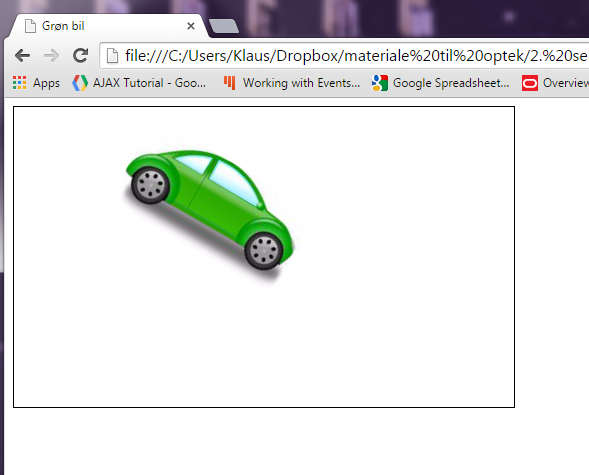 Grøn bil
file:///C:/Users/Klaus/Dropbox/materiale%20til%20optek/2.%20se
Apps AJAX Tutorial - Goo... Working with Events... Google Spreadsheet... Overview